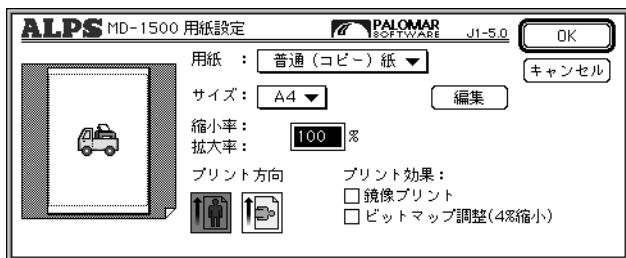 ALPS MD-1500 用紙設定 PALOMAR SOFTWARE J1-5.0
OK
用紙 : 普通（コピー）紙
キャンセル
サイズ: A4 編集
縮小率:
拡大率: 100 %
プリント方向
プリント効果:
鏡像プリント
ビットマップ調整(4%縮小)